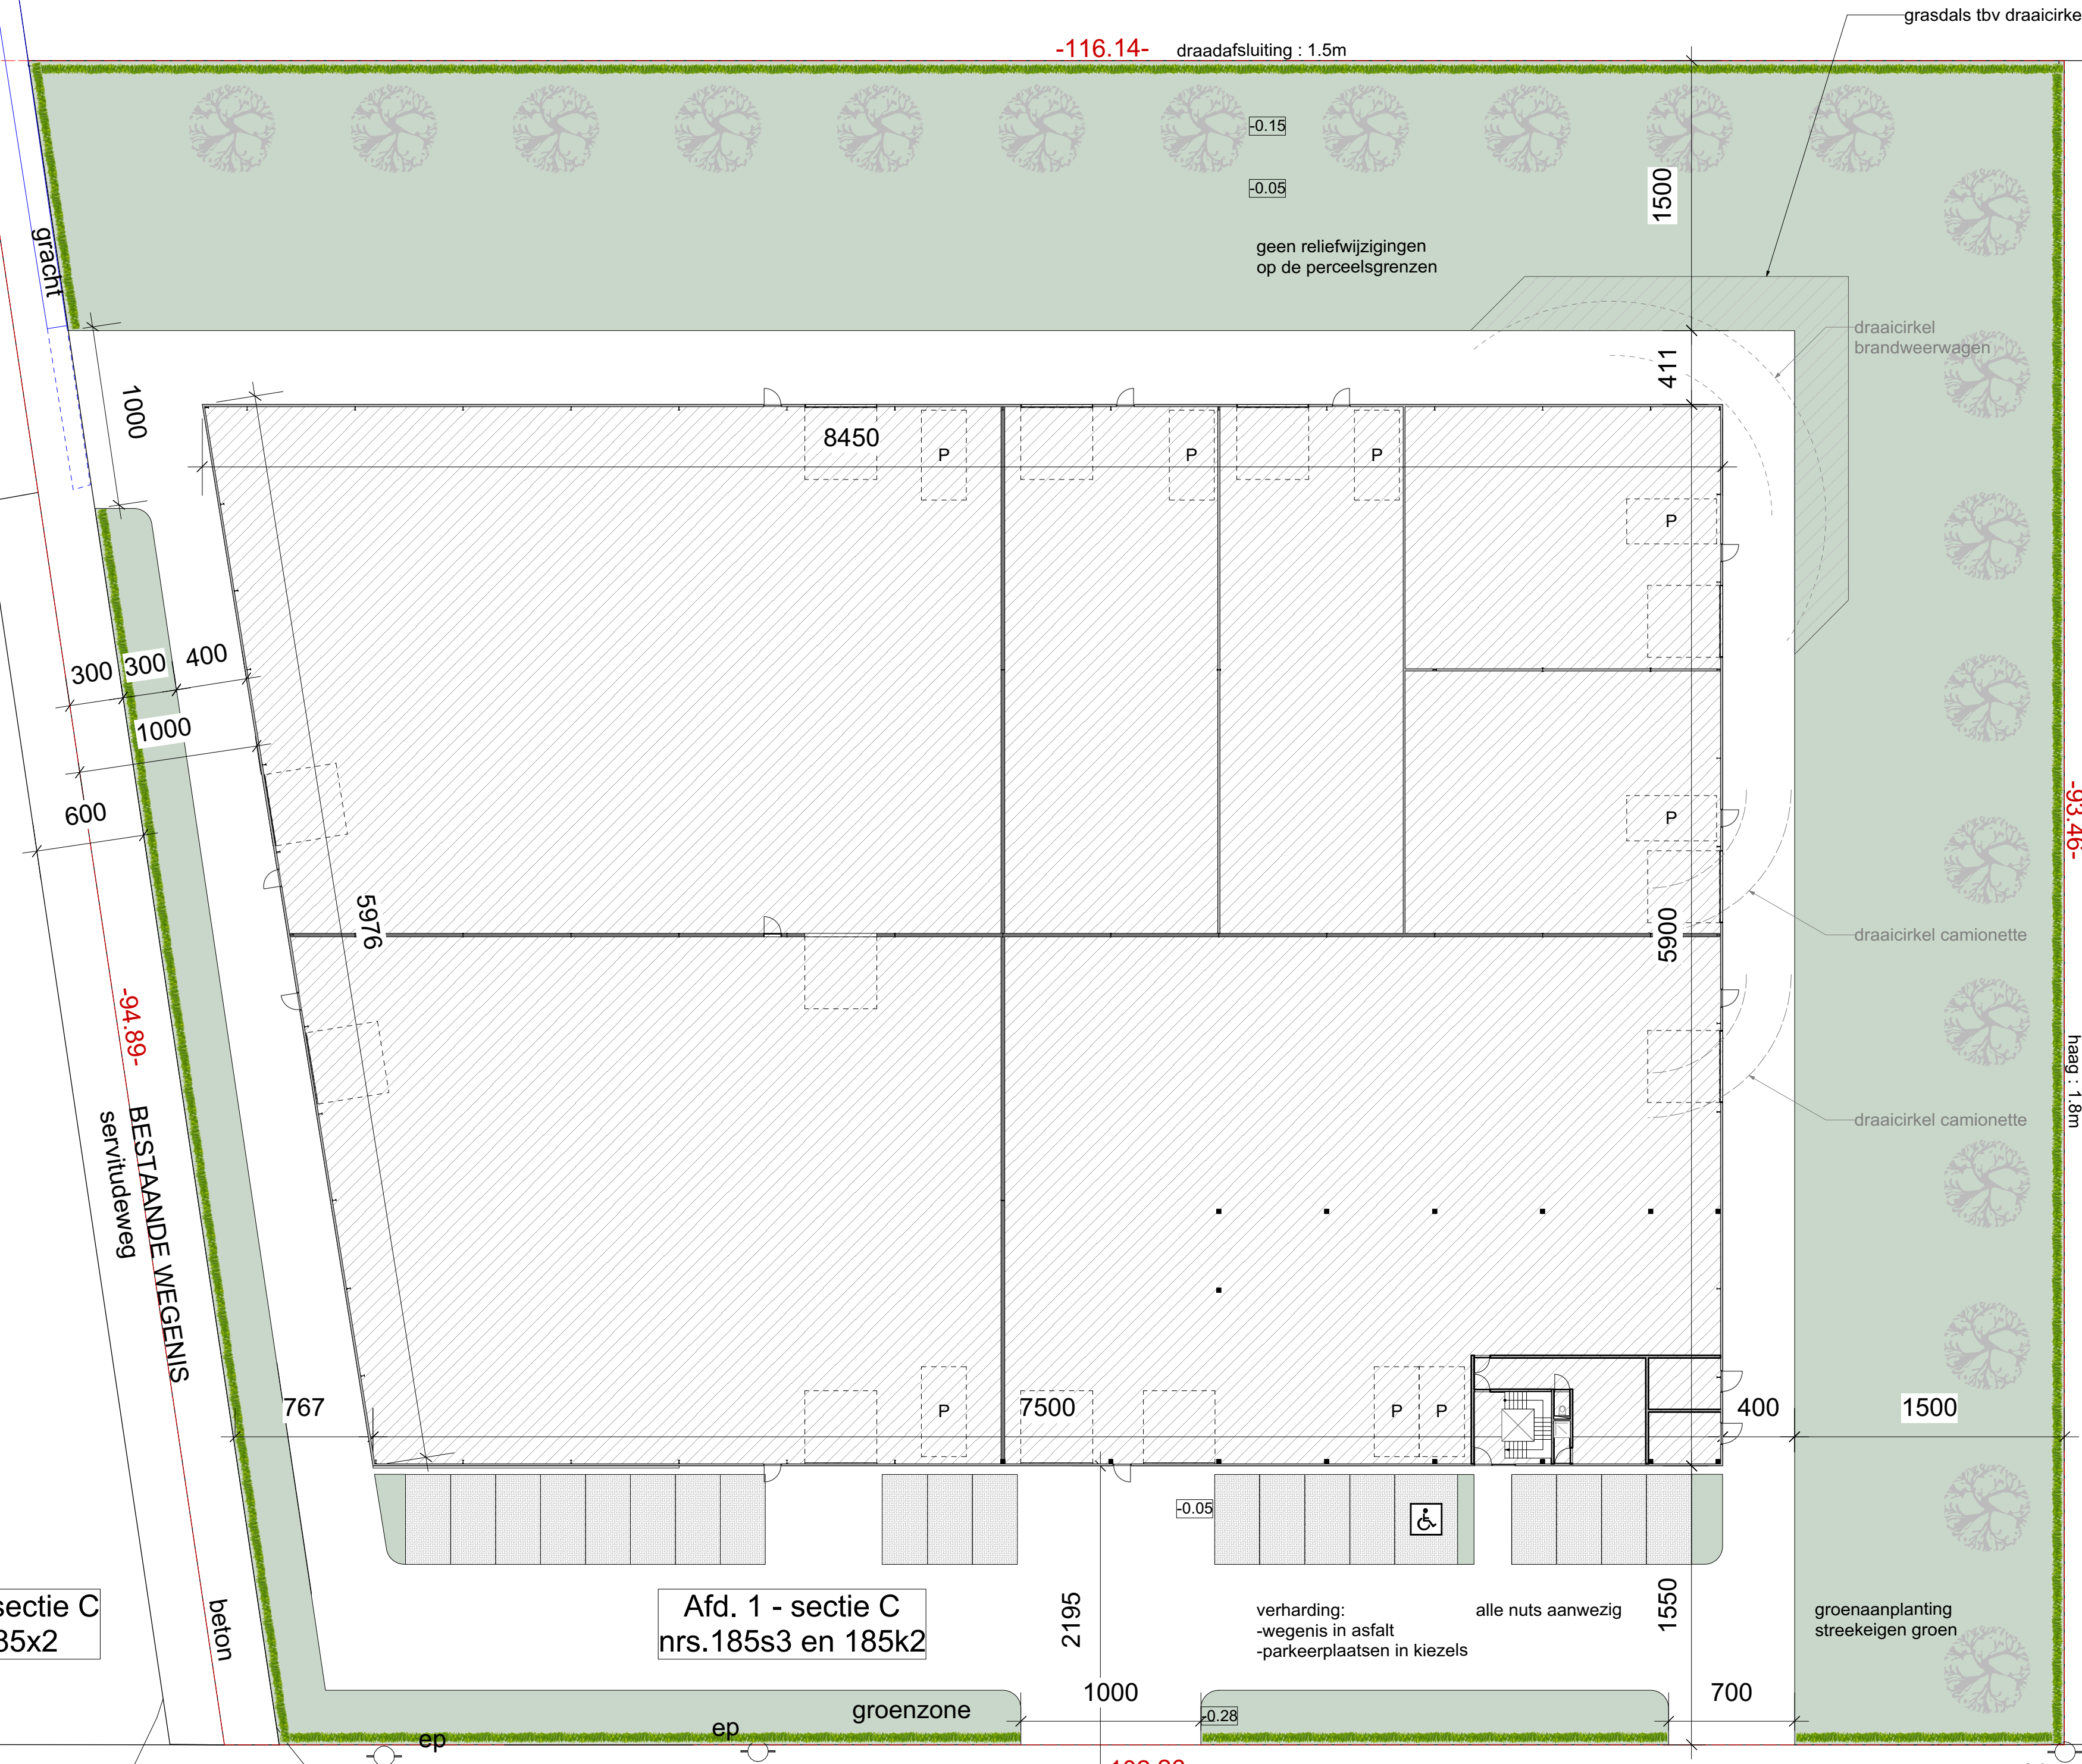 grasdals tbv draaicirke
-116.14-
draadafsluiting : 1.5m
-0.15
-0.05
1500
geen reliefwijzigingen
op de perceelsgrenzen
gracht
draaicirkel
brandweerwagen
411
1000
8450
P
P
P
P
300
300
400
1000
600
P
-93.46-
5976
5900
draaicirkel camionette
-94.89-
haag : 1.8m
draaicirkel camionette
BESTAANDE WEGENIS
servitudeweg
767
P
7500
P
P
400
1500
-0.05
sectie C
85x2
beton
Afd. 1 - sectie C
nrs.185s3 en 185k2
2195
verharding:
-wegenis in asfalt
-parkeerplaatsen in kiezels
alle nuts aanwezig
1550
groenaanplanting
streekeigen groen
groenzone
1000
-0.28
700
ep
ep